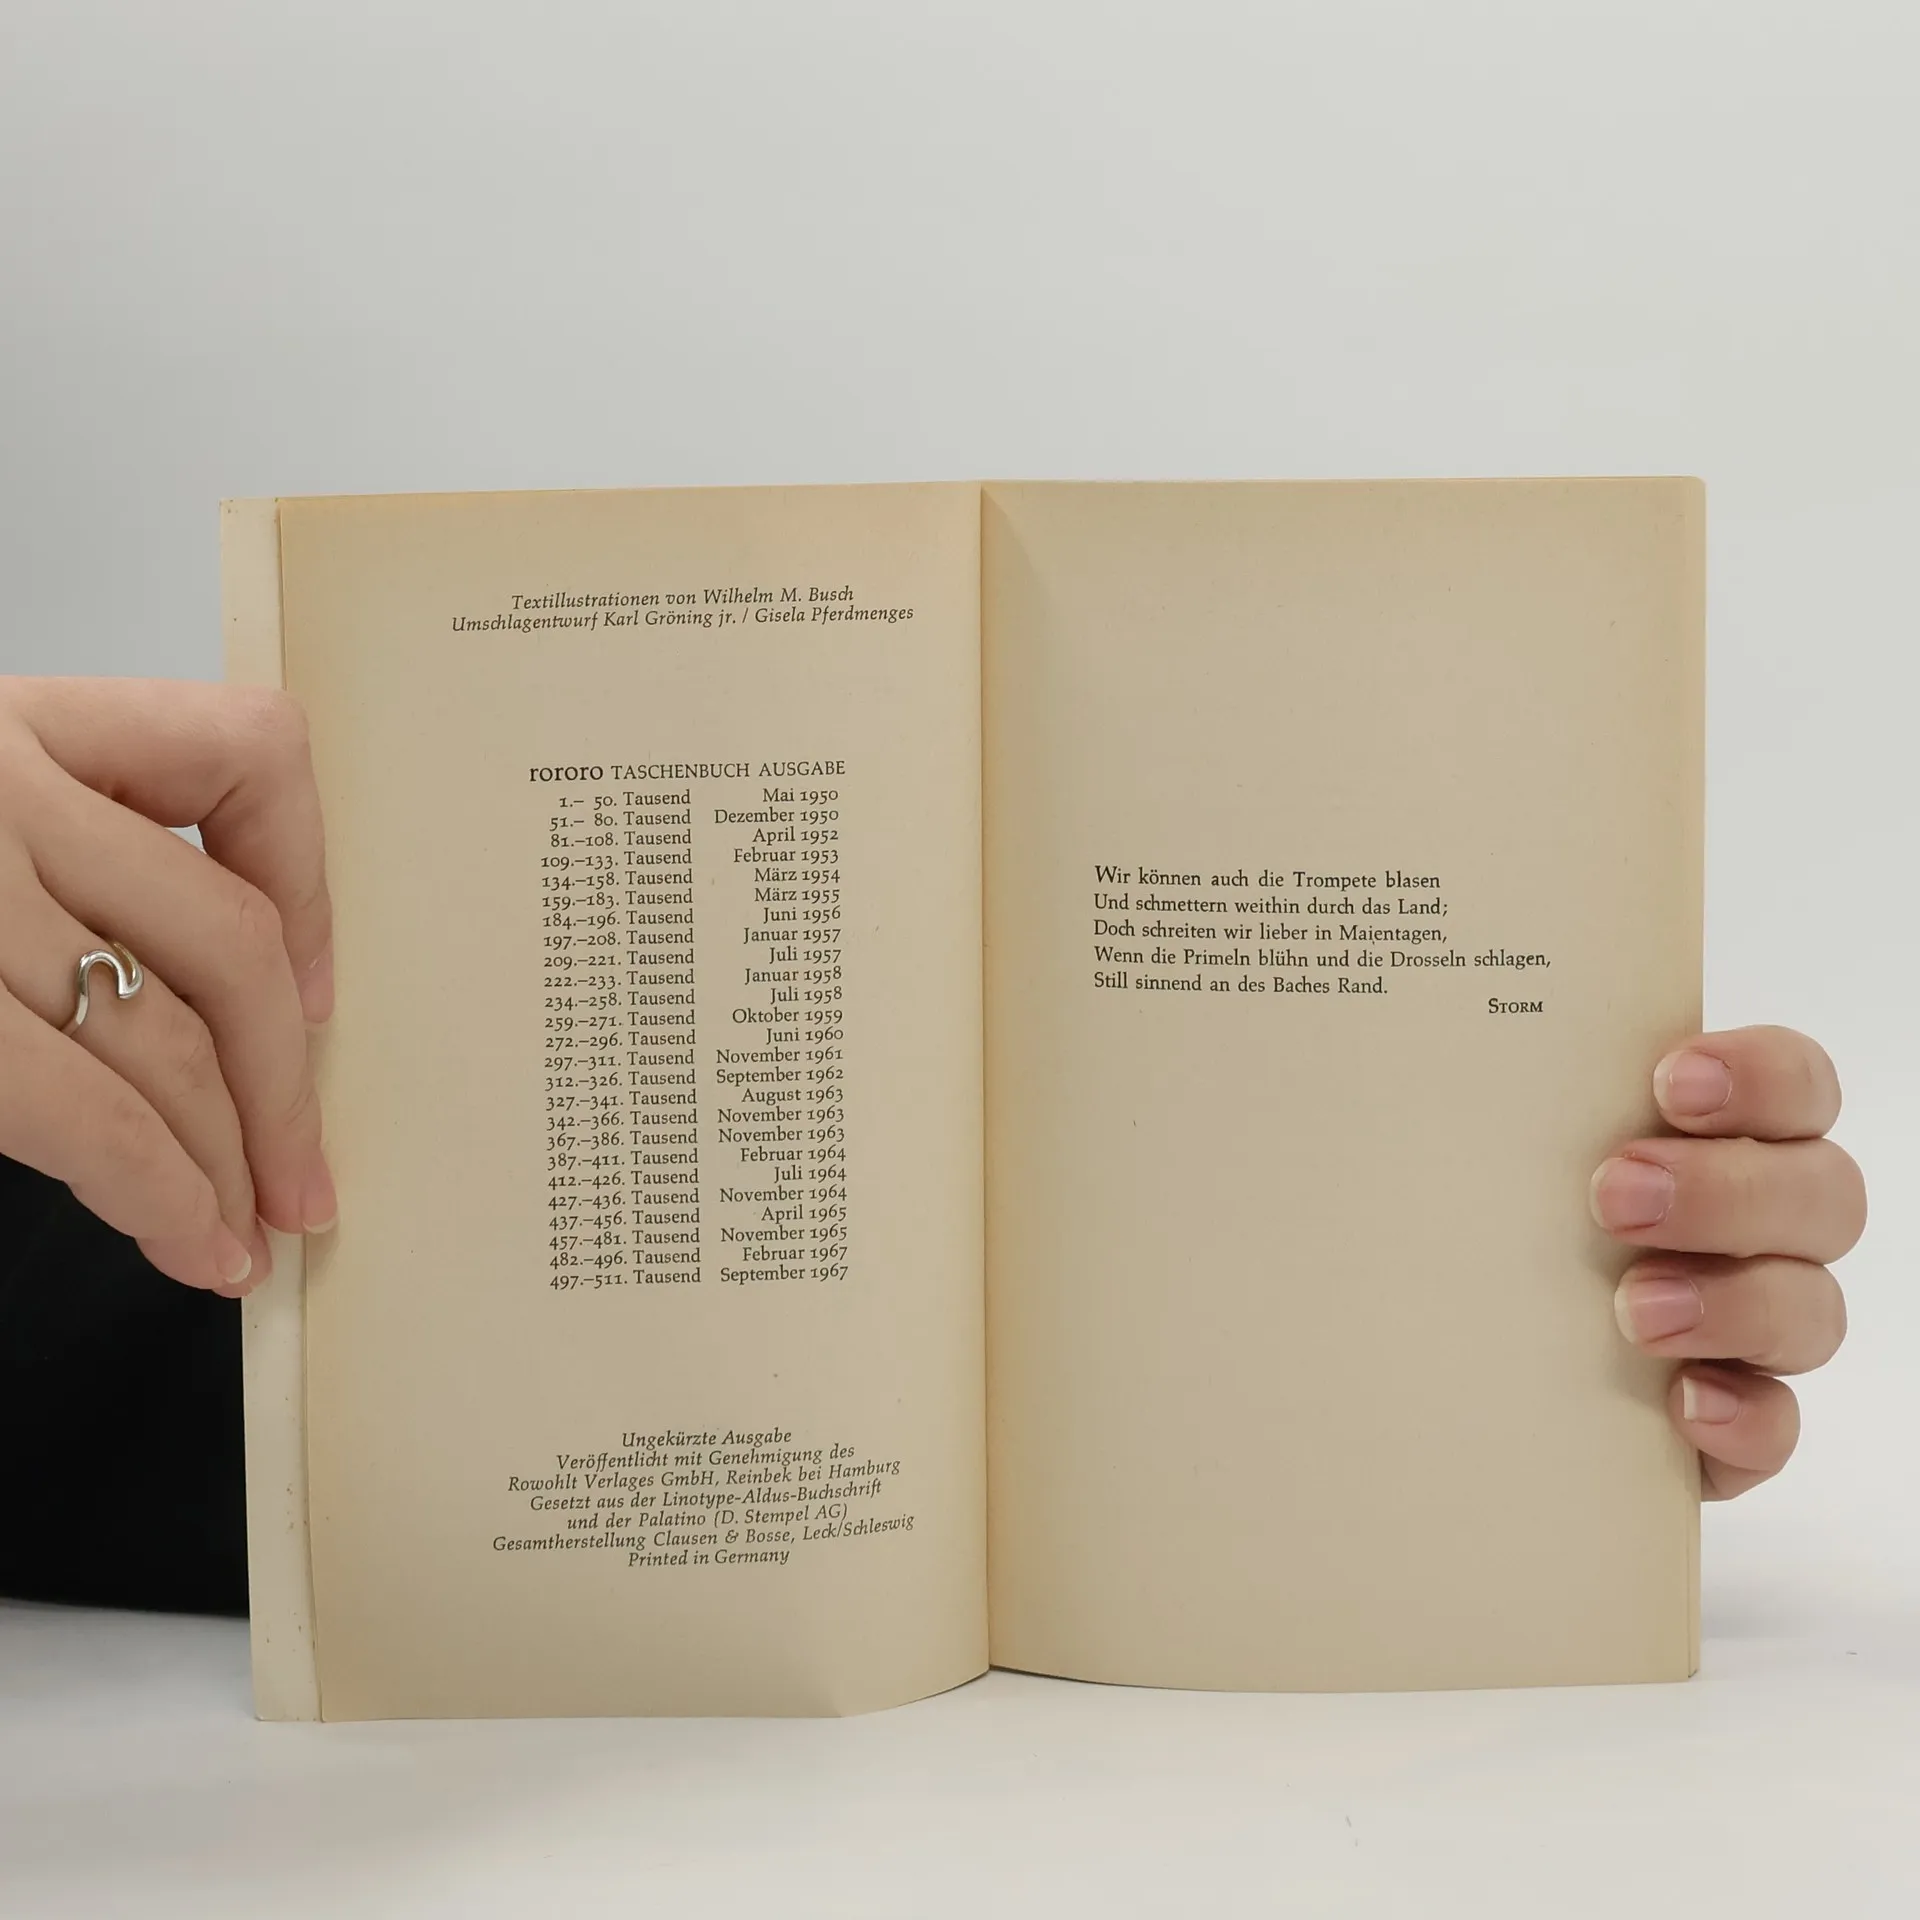 Textillustrationen von Wilhelm M. Busch
Umschlagentwurf Karl Gröning jr. / Gisela Pferdmenges
rororo TASCHENBUCH AUSGABE
1.– 50. Tausend Mai 1950
51.– 80. Tausend Dezember 1950
81.–108. Tausend April 1952
109.–133. Tausend Februar 1953
134.–158. Tausend März 1954
159.–183. Tausend März 1955
184.–196. Tausend Juni 1956
197.–208. Tausend Januar 1957
209.–221. Tausend Juli 1957
222.–233. Tausend Januar 1958
234.–258. Tausend Juli 1958
259.–271. Tausend Oktober 1959
272.–296. Tausend Juni 1960
297.–311. Tausend November 1961
312.–326. Tausend September 1962
327.–341. Tausend August 1963
342.–366. Tausend November 1963
367.–386. Tausend November 1963
387.–411. Tausend Februar 1964
412.–426. Tausend Juli 1964
427.–436. Tausend November 1964
437.–456. Tausend April 1965
457.–481. Tausend November 1965
482.–496. Tausend Februar 1967
497.–511. Tausend September 1967
Ungekürzte Ausgabe
Veröffentlicht mit Genehmigung des
Rowohlt Verlages GmbH, Reinbek bei Hamburg
Gesetzt aus der Linotype-Aldus-Buchschrift
und der Palatino (D. Stempel AG)
Gesamtherstellung Clausen & Bosse, Leck/Schleswig
Printed in Germany
Wir können auch die Trompete blasen
Und schmettern weithin durch das Land;
Doch schreiten wir lieber in Maientagen,
Wenn die Primeln blühn und die Drosseln schlagen,
Still sinnend an des Baches Rand.
STORM